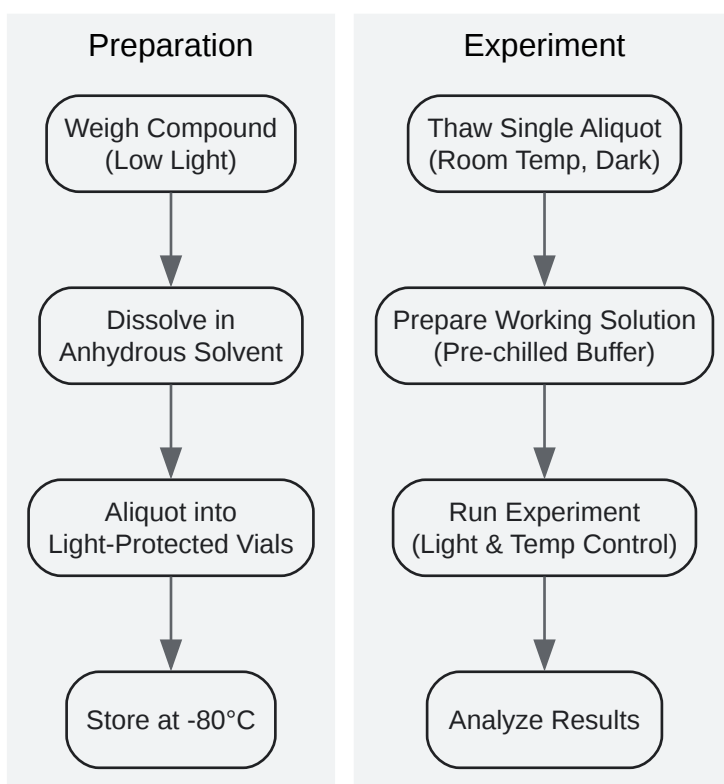 Preparation
Weigh Compound
(Low Light)
Dissolve in
Anhydrous Solvent
Aliquot into
Light-Protected Vials
Store at -80°C
Experiment
Thaw Single Aliquot
(Room Temp, Dark)
Prepare Working Solution
(Pre-chilled Buffer)
Run Experiment
(Light & Temp Control)
Analyze Results